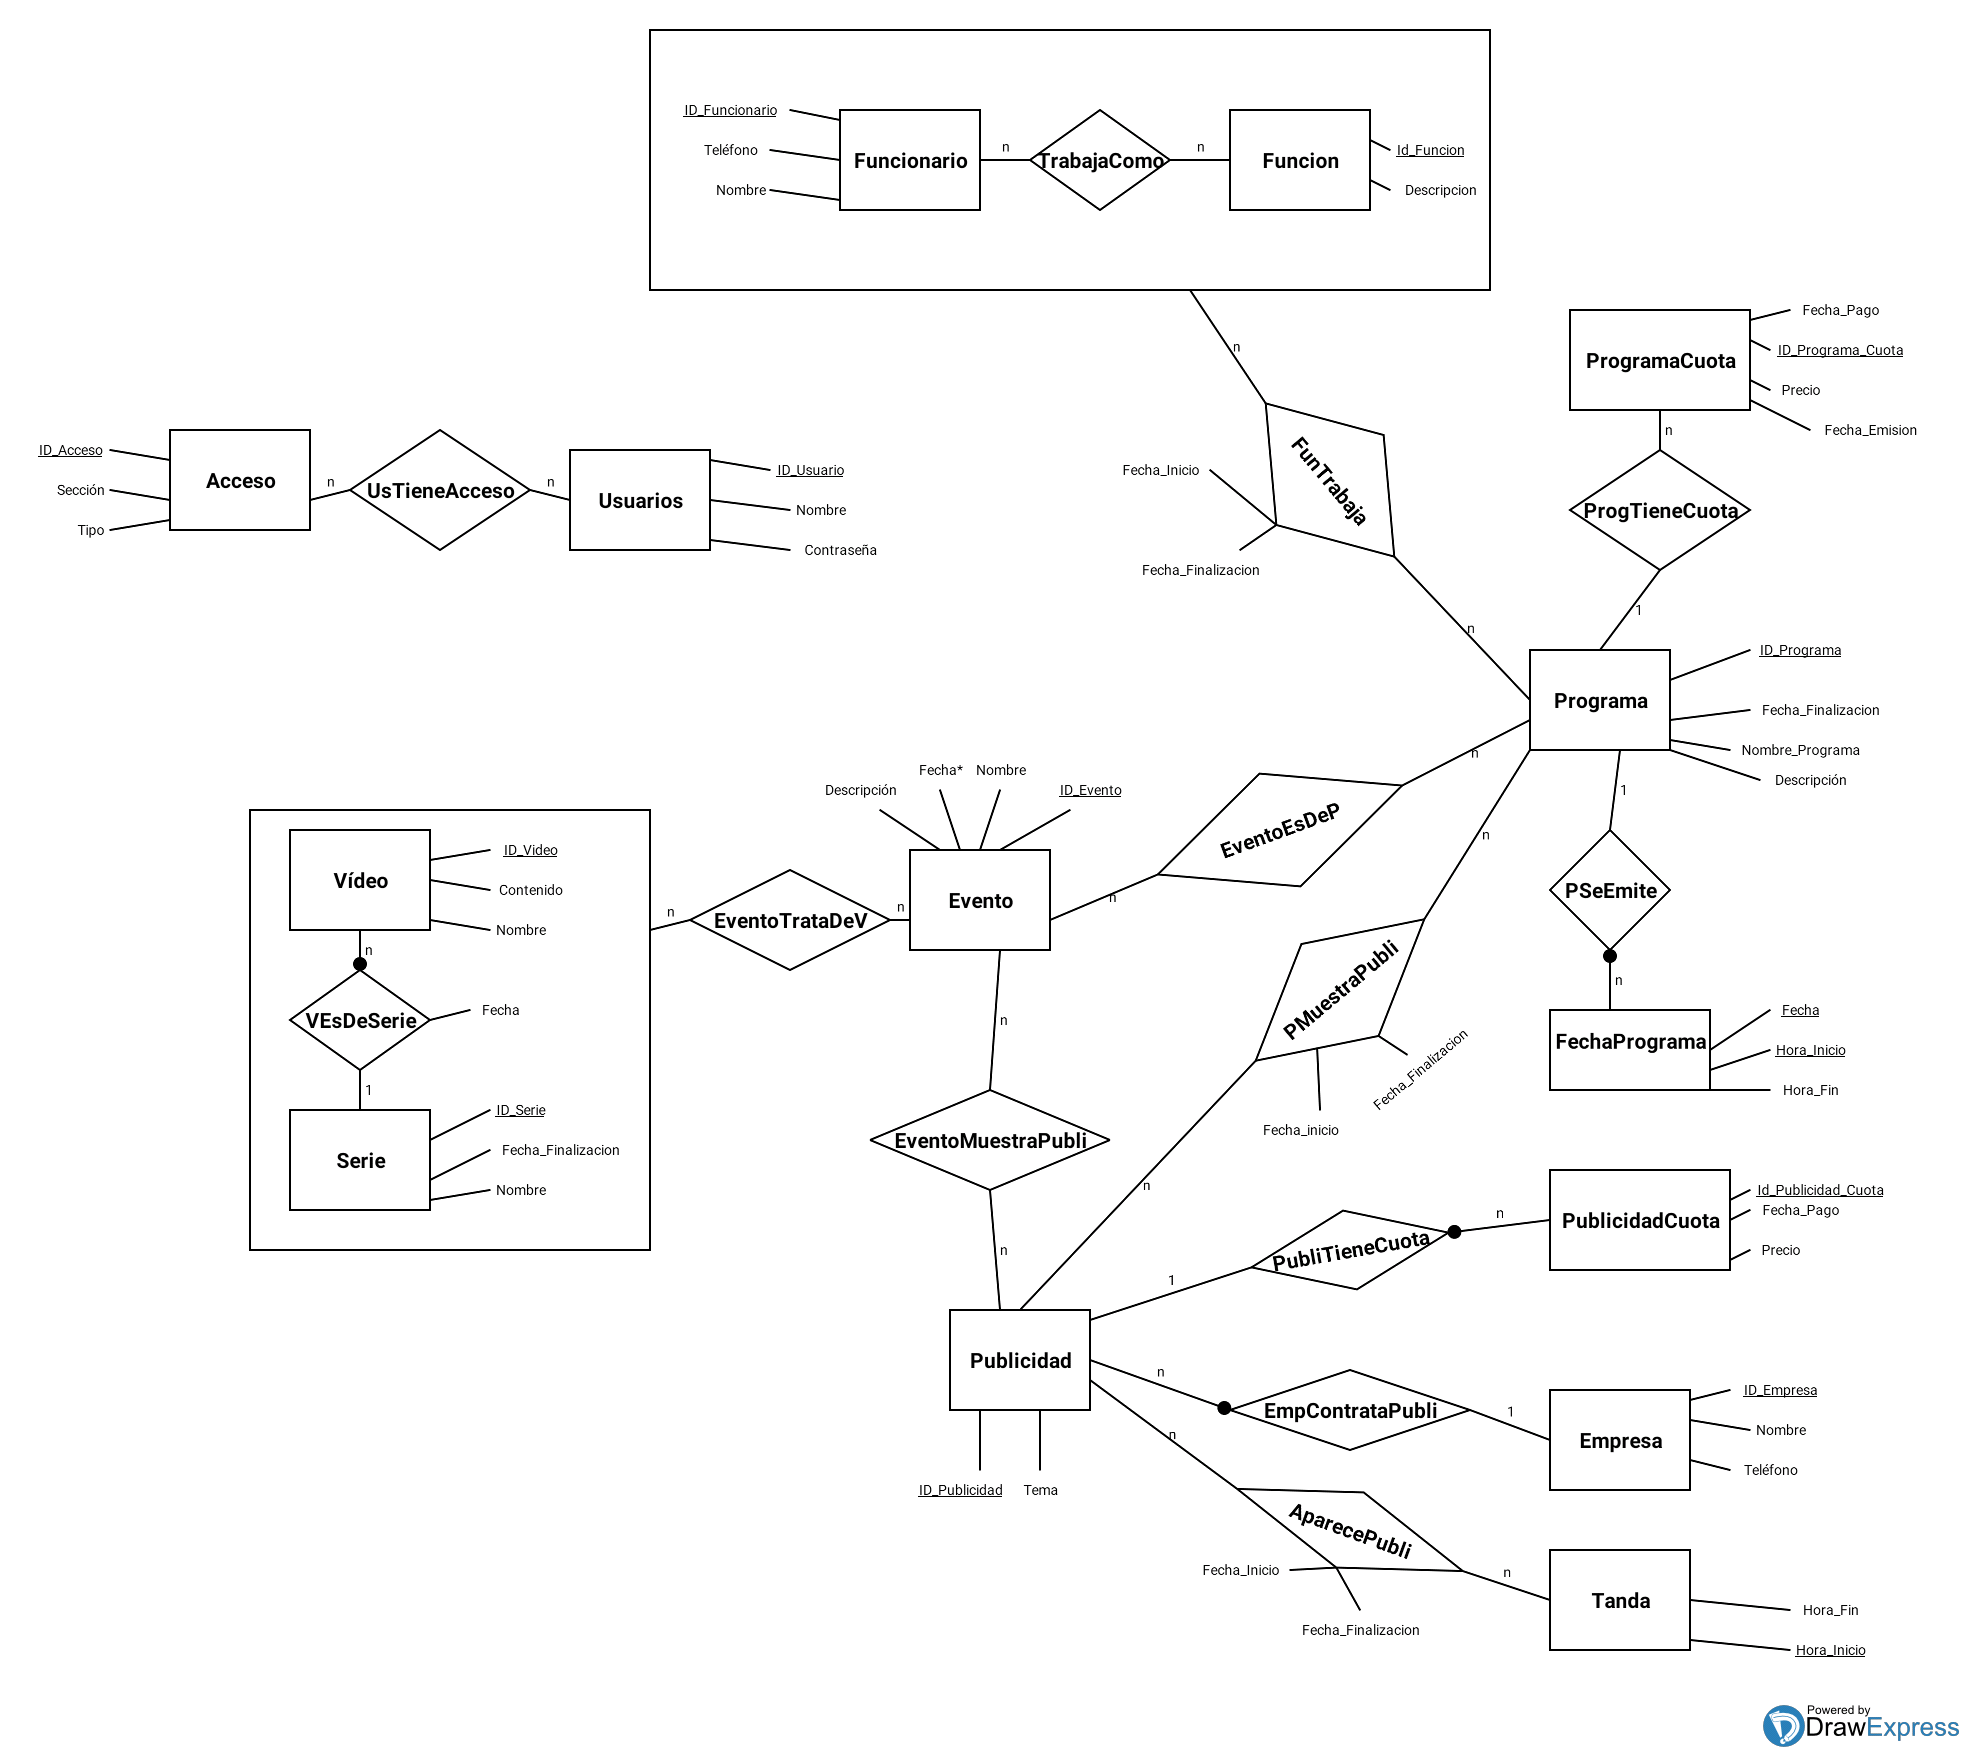 ID_Funcionario
Teléfono
Nombre
Funcionario
n
TrabajaComo
n
Funcion
Id_Funcion
Descripcion
n
FunTrabaja
Fecha_Inicio
Fecha_Finalizacion
n
ProgramaCuota
Fecha_Pago
ID_Programa_Cuota
Precio
Fecha_Emision
n
ProgTieneCuota
1
ID_Acceso
Sección
Tipo
Acceso
n
UsTieneAcceso
n
Usuarios
ID_Usuario
Nombre
Contraseña
Programa
ID_Programa
Fecha_Finalizacion
Nombre_Programa
Descripción
n
EventoEsDeP
n
n
PMuestraPubli
Fecha_inicio
Fecha_Finalizacion
n
1
PSeEmite
n
FechaPrograma
Fecha
Hora_Inicio
Hora_Fin
Descripción
Fecha*
Nombre
ID_Evento
Evento
n
EventoTrataDeV
n
Vídeo
ID_Video
Contenido
Nombre
n
VEsDeSerie
Fecha
1
Serie
ID_Serie
Fecha_Finalizacion
Nombre
n
EventoMuestraPubli
n
Publicidad
ID_Publicidad
Tema
1
PubliTieneCuota
n
PublicidadCuota
Id_Publicidad_Cuota
Fecha_Pago
Precio
n
EmpContrataPubli
1
Empresa
ID_Empresa
Nombre
Teléfono
n
AparecePubli
Fecha_Inicio
Fecha_Finalizacion
n
Tanda
Hora_Fin
Hora_Inicio
Powered by
DrawExpress